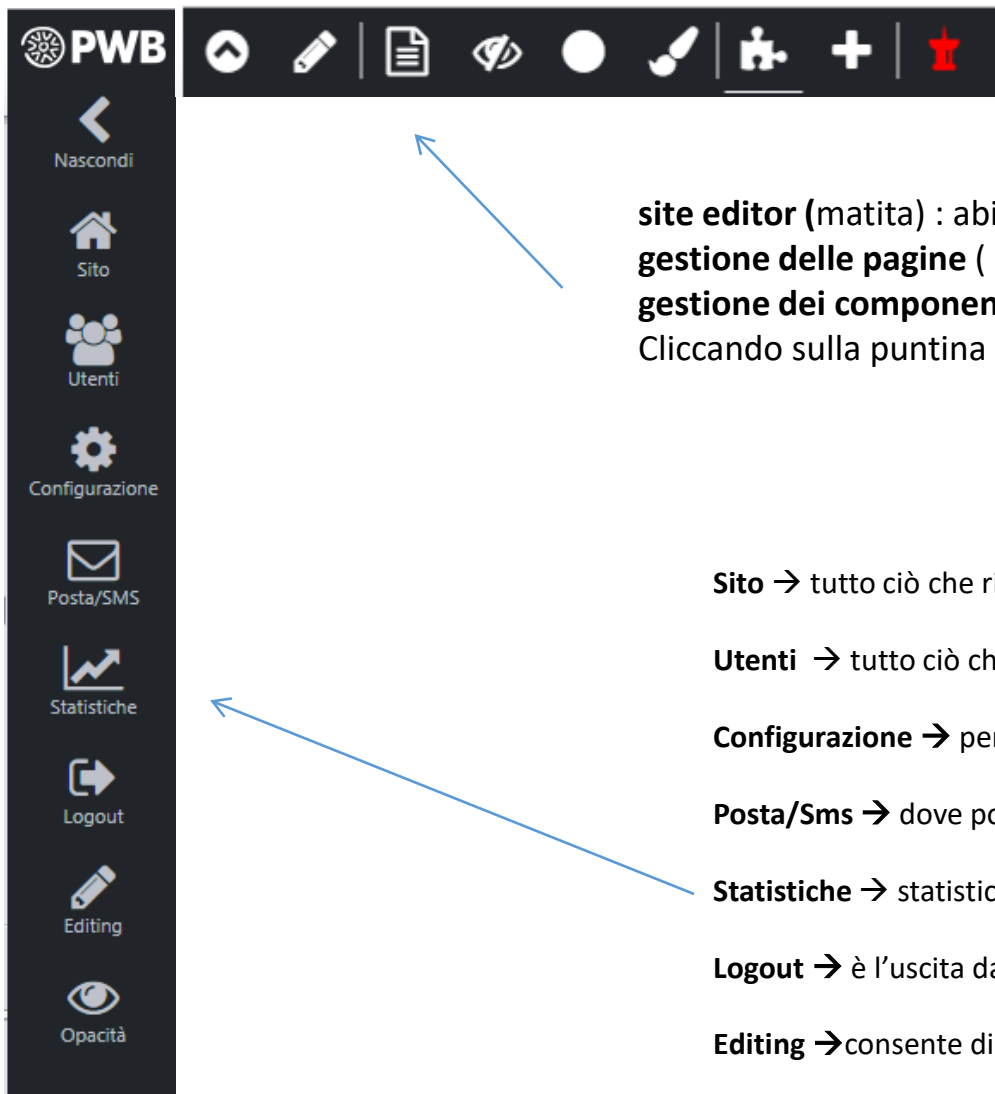 PWB
Nascondi
Sito
Utenti
Configurazione
Posta/SMS
Statistiche
Logout
Editing
Opacità
site editor (matita) : abi
gestione delle pagine (
gestione dei componen
Cliccando sulla puntina
Sito → tutto ciò che ri
Utenti → tutto ciò ch
Configurazione → per
Posta/Sms → dove po
Statistiche → statistic
Logout → è l’uscita da
Editing →consente di